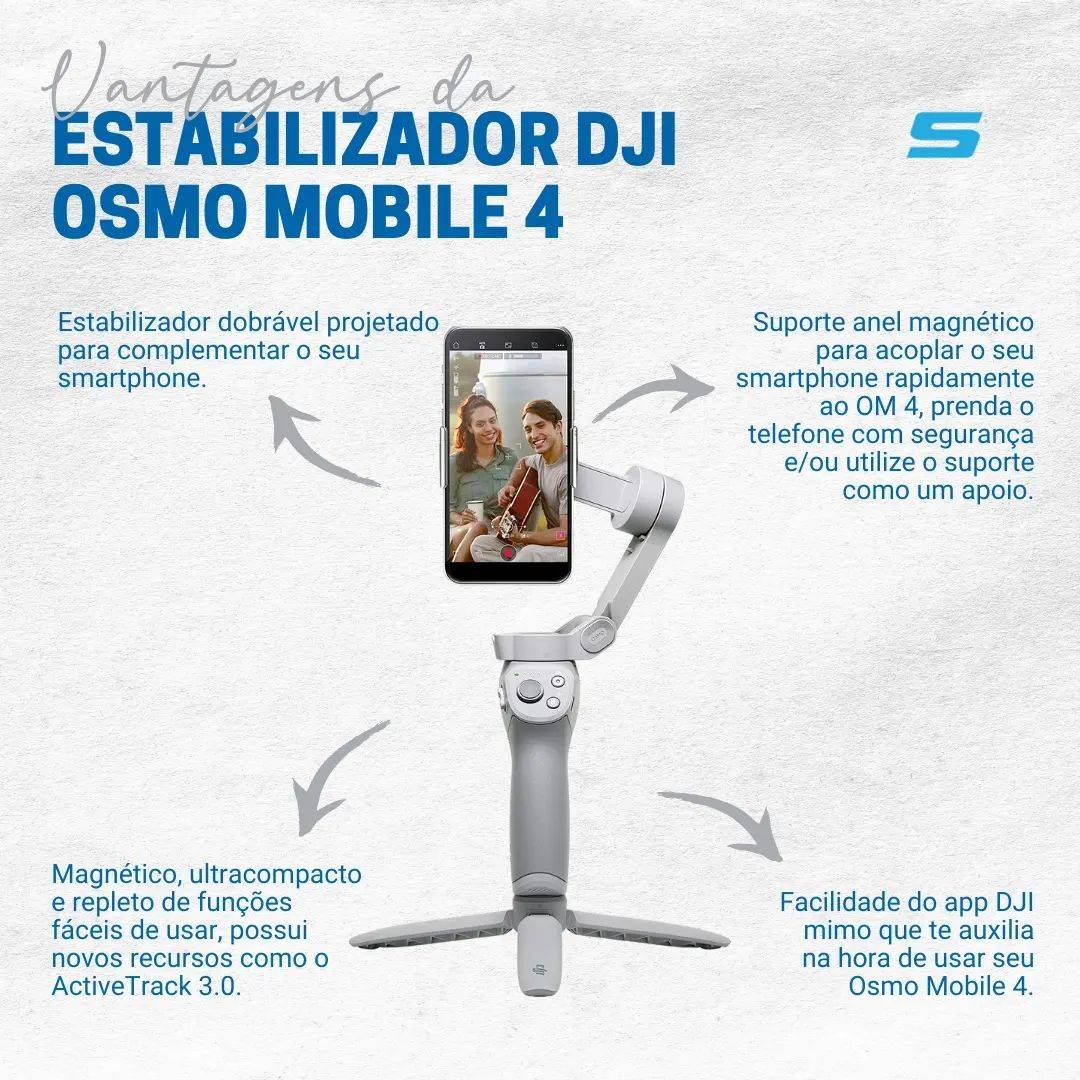 Vantagens da
ESTABILIZADOR DJI
OSMO MOBILE 4
S
Estabilizador dobrável projetado
para complementar o seu
smartphone.
Suporte anel magnético
para acoplar o seu
smartphone rapidamente
ao OM 4, prenda o
telefone com segurança
e/ou utilize o suporte
como um apoio.
Magnético, ultracompacto
e repleto de funções
fáceis de usar, possui
novos recursos como o
ActiveTrack 3.0.
Facilidade do app DJI
mimo que te auxilia
na hora de usar seu
Osmo Mobile 4.